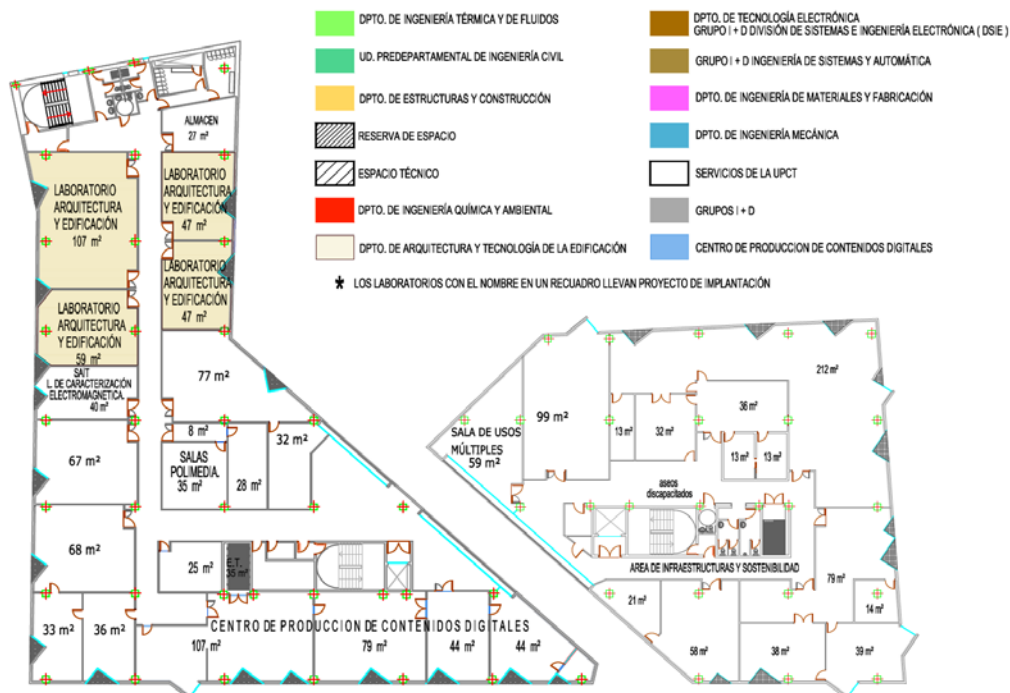 DPTO. DE INGENIERÍA TÉRMICA Y DE FLUIDOS
UD. PREDEPARTAMENTAL DE INGENIERÍA CIVIL
DPTO. DE ESTRUCTURAS Y CONSTRUCCIÓN
RESERVA DE ESPACIO
ESPACIO TÉCNICO
DPTO. DE INGENIERÍA QUÍMICA Y AMBIENTAL
DPTO. DE ARQUITECTURA Y TECNOLOGÍA DE LA EDIFICACIÓN
DPTO. DE TECNOLOGÍA ELECTRÓNICA
GRUPO I + D DIVISIÓN DE SISTEMAS E INGENIERÍA ELECTRÓNICA ( DSIE )
GRUPO I + D INGENIERÍA DE SISTEMAS Y AUTOMÁTICA
DPTO. DE INGENIERÍA DE MATERIALES Y FABRICACIÓN
DPTO. DE INGENIERÍA MECÁNICA
SERVICIOS DE LA UPCT
GRUPOS I + D
CENTRO DE PRODUCCION DE CONTENIDOS DIGITALES
* LOS LABORATORIOS CON EL NOMBRE EN UN RECUADRO LLEVAN PROYECTO DE IMPLANTACIÓN
ALMACEN
27 m²
LABORATORIO
ARQUITECTURA
Y EDIFICACIÓN
107 m²
LABORATORIO
ARQUITECTURA
Y EDIFICACIÓN
47 m²
LABORATORIO
ARQUITECTURA
Y EDIFICACIÓN
47 m²
LABORATORIO
ARQUITECTURA
Y EDIFICACIÓN
59 m²
SAIT
L. DE CARACTERIZACIÓN
ELECTROMAGNETICA.
40 m²
77 m²
8 m²
SALAS
POLIMEDIA.
35 m²
28 m²
32 m²
67 m²
68 m²
25 m²
E.T.
35 m²
33 m²
36 m²
CENTRO DE PRODUCCION DE CONTENIDOS DIGITALES
107 m²
79 m²
44 m²
44 m²
SALA DE USOS
MÚLTIPLES
59 m²
99 m²
13 m²
32 m²
36 m²
212 m²
13 m²
13 m²
aseos
discapacitados
AREA DE INFRAESTRUCTURAS Y SOSTENIBILIDAD
21 m²
58 m²
38 m²
79 m²
14 m²
39 m²